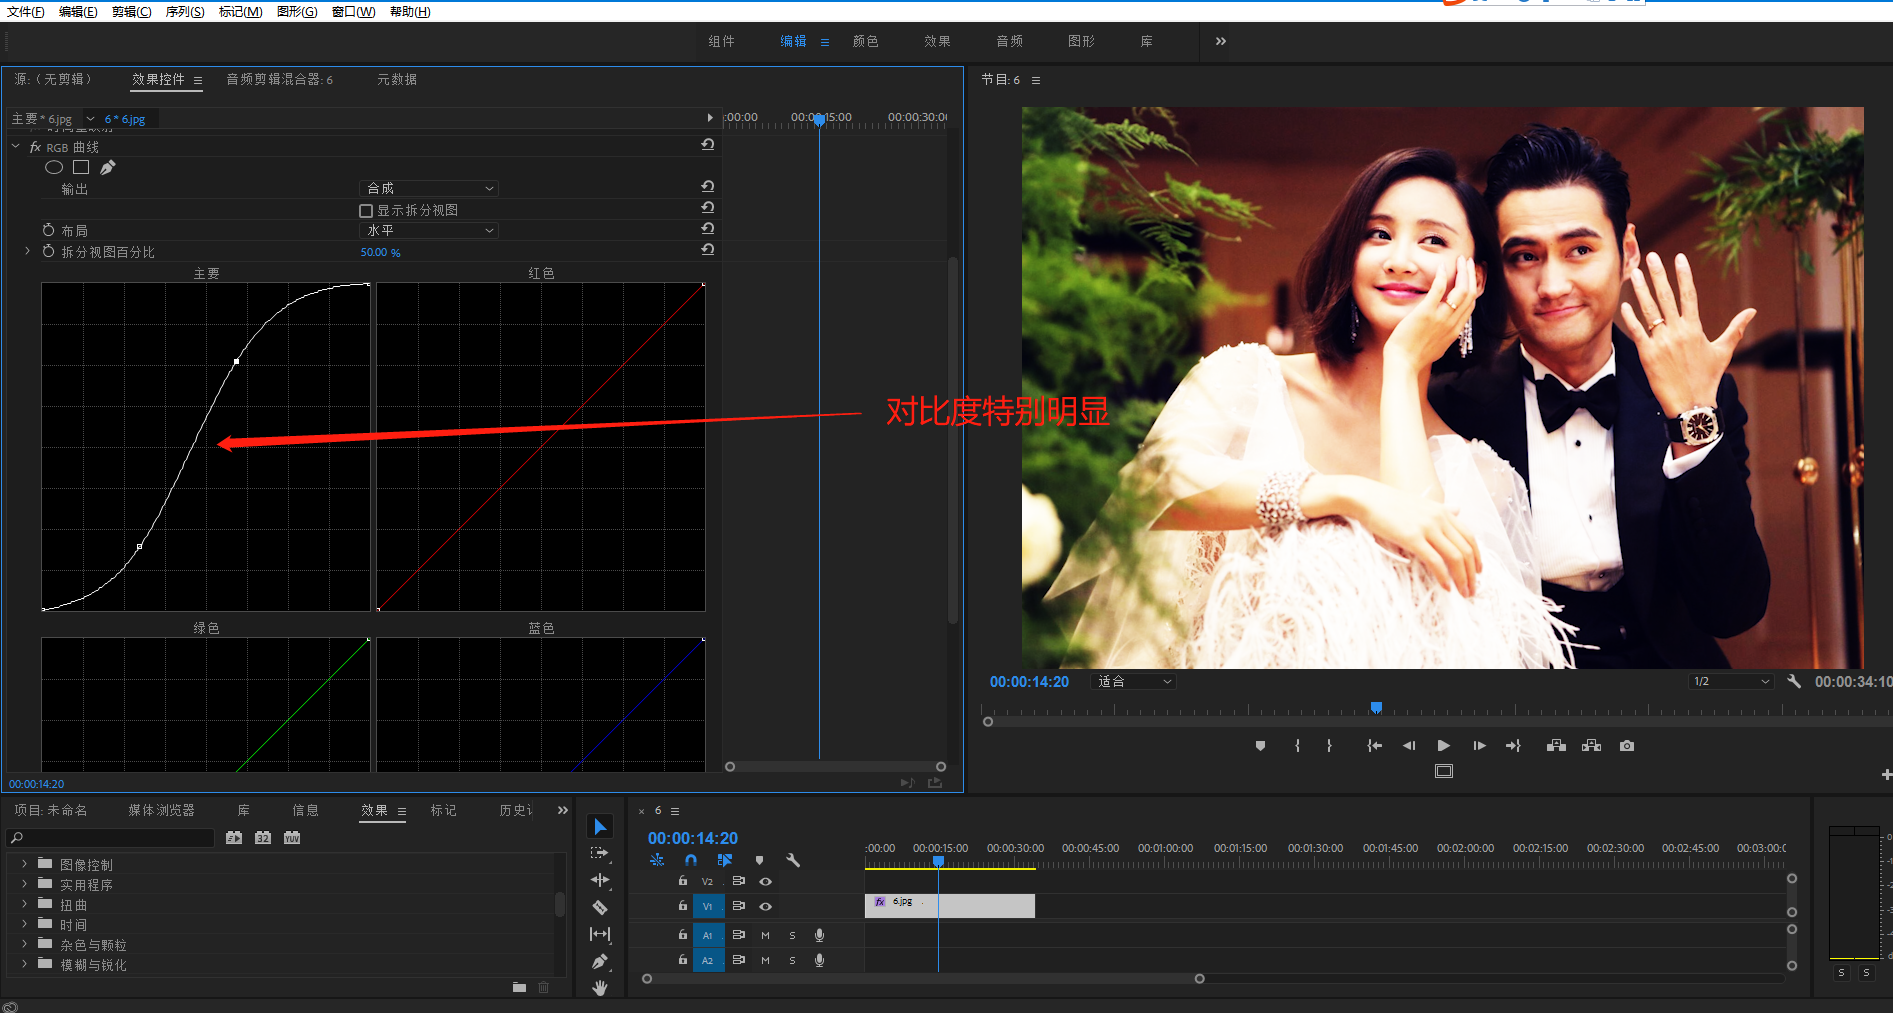 文件(F) 编辑(E) 剪辑(C) 序列(S) 标记(M) 图形(G) 窗口(W) 帮助(H)
组件 编辑 颜色 效果 音频 图形 库
源:（无剪辑） 效果控件 音频剪辑混合器: 6 元数据
节目: 6
主要 * 6.jpg 6 * 6.jpg
:00:00 00:00:15:00 00:00:30:00
fx RGB 曲线
输出 合成
显示拆分视图
布局 水平
拆分视图百分比 50.00 %
主要 红色
对比度特别明显
绿色 蓝色
00:00:14:20 适合 1/2 00:00:34:10
00:00:14:20
项目: 未命名 媒体浏览器 库 信息 效果 标记 历史
32 YUV
图像控制
实用程序
扭曲
时间
杂色与颗粒
模糊与锐化
× 6
00:00:14:20
:00:00 00:00:15:00 00:00:30:00 00:00:45:00 00:01:00:00 00:01:15:00 00:01:30:00 00:01:45:00 00:02:00:00 00:02:15:00 00:02:30:00 00:02:45:00 00:03:00:0
V2
V1 fx 6.jpg
A1 M S
A2 M S
S S